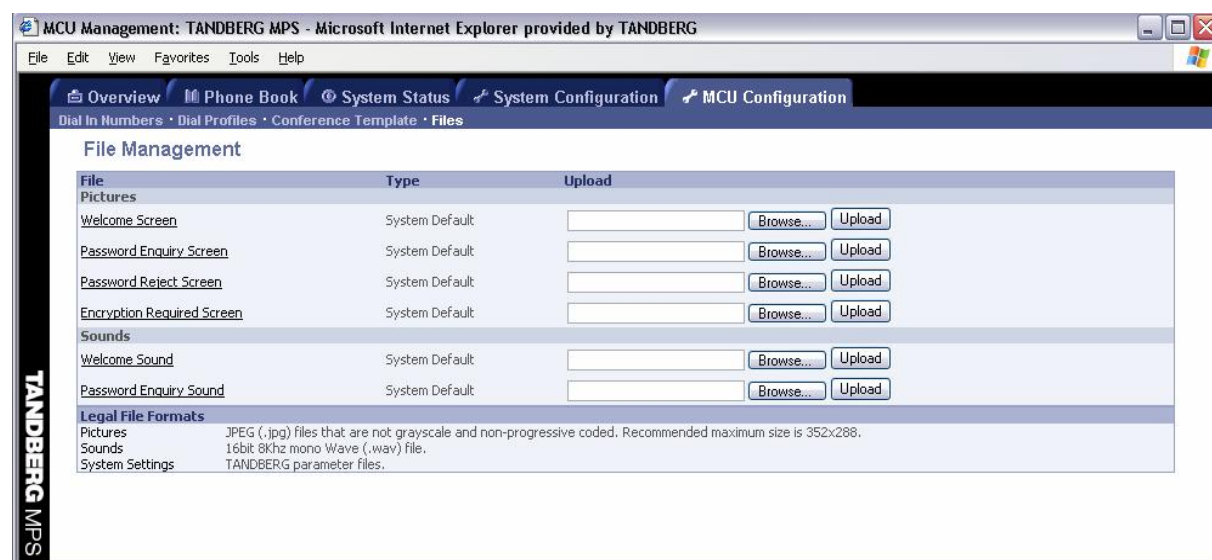 MCU Management: TANDBERG MPS - Microsoft Internet Explorer provided by TANDBERG
File Edit View Favorites Tools Help
Overview Phone Book System Status System Configuration MCU Configuration
Dial In Numbers · Dial Profiles · Conference Template · Files
File Management
File Type Upload
Pictures
Welcome Screen System Default Browse... Upload
Password Enquiry Screen System Default Browse... Upload
Password Reject Screen System Default Browse... Upload
Encryption Required Screen System Default Browse... Upload
Sounds
Welcome Sound System Default Browse... Upload
Password Enquiry Sound System Default Browse... Upload
Legal File Formats
Pictures JPEG (.jpg) files that are not grayscale and non-progressive coded. Recommended maximum size is 352x288.
Sounds 16bit 8Khz mono Wave (.wav) file.
System Settings TANDBERG parameter files.
TANDBERG MPS